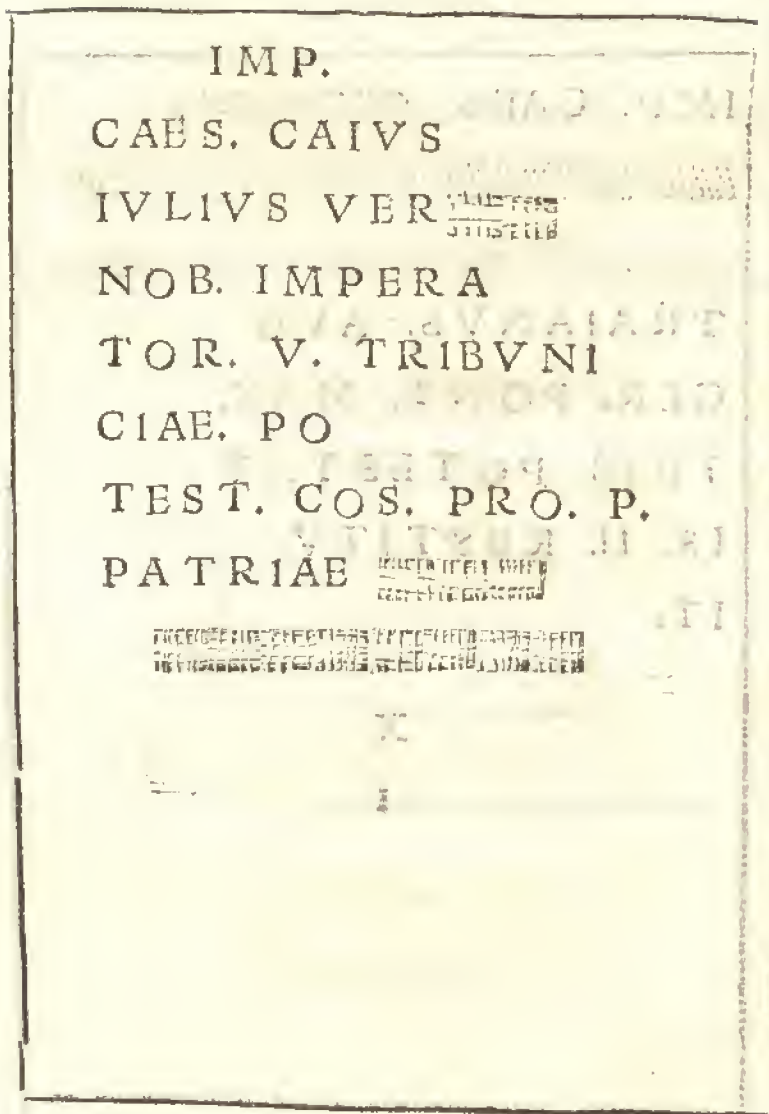 IMP.
CAES. CAIVS
IVLIVS VER
NOB. IMPERA
TOR. V. TRIBVNI
CIAE. PO
TEST. COS. PRO. P.
PATRIAE